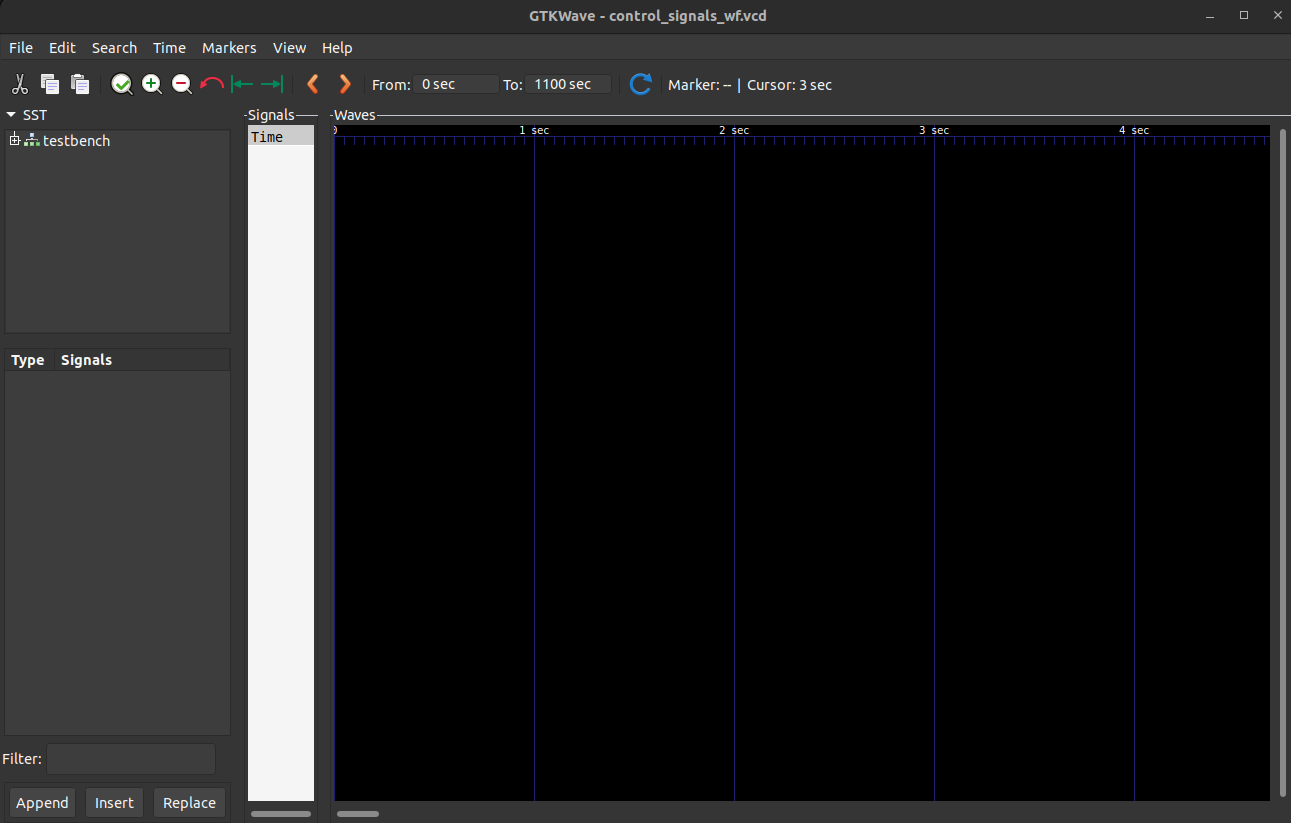 GTKWave - control_signals_wf.vcd
File Edit Search Time Markers View Help
From: 0 sec To: 1100 sec Marker: -- | Cursor: 3 sec
SST
testbench
Type Signals
Filter:
Append Insert Replace
Signals
Time
Waves
0 1 sec 2 sec 3 sec 4 sec